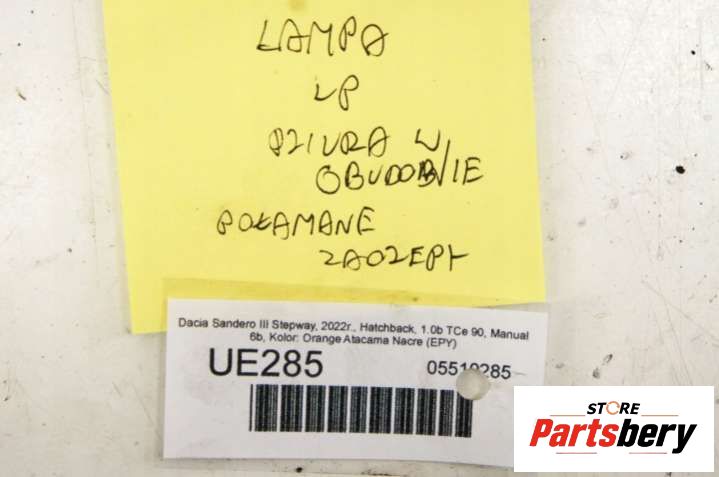 LAMPA
LP
DZIURA W
OBUDOWIE
POŁAMANE
ZACZEPY
Dacia Sandero III Stepway, 2022r., Hatchback, 1.0b TCe 90, Manual
6b, Kolor: Orange Atacama Nacre (EPY)
UE285 05510285
STORE
Partsbery